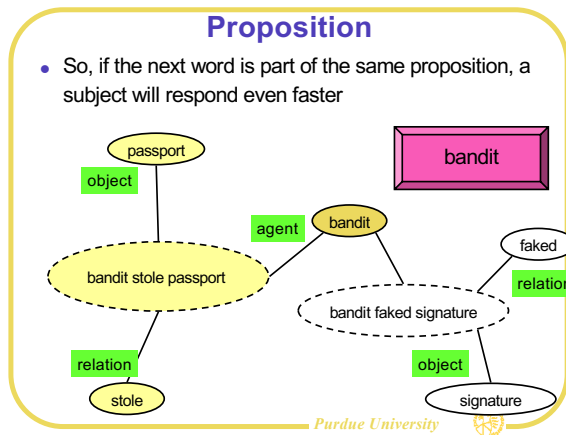 Proposition
So, if the next word is part of the same proposition, a
subject will respond even faster
passport
bandit
object
agent
bandit
faked
bandit stole passport
relation
bandit faked signature
relation
object
stole
signature
Purdue University